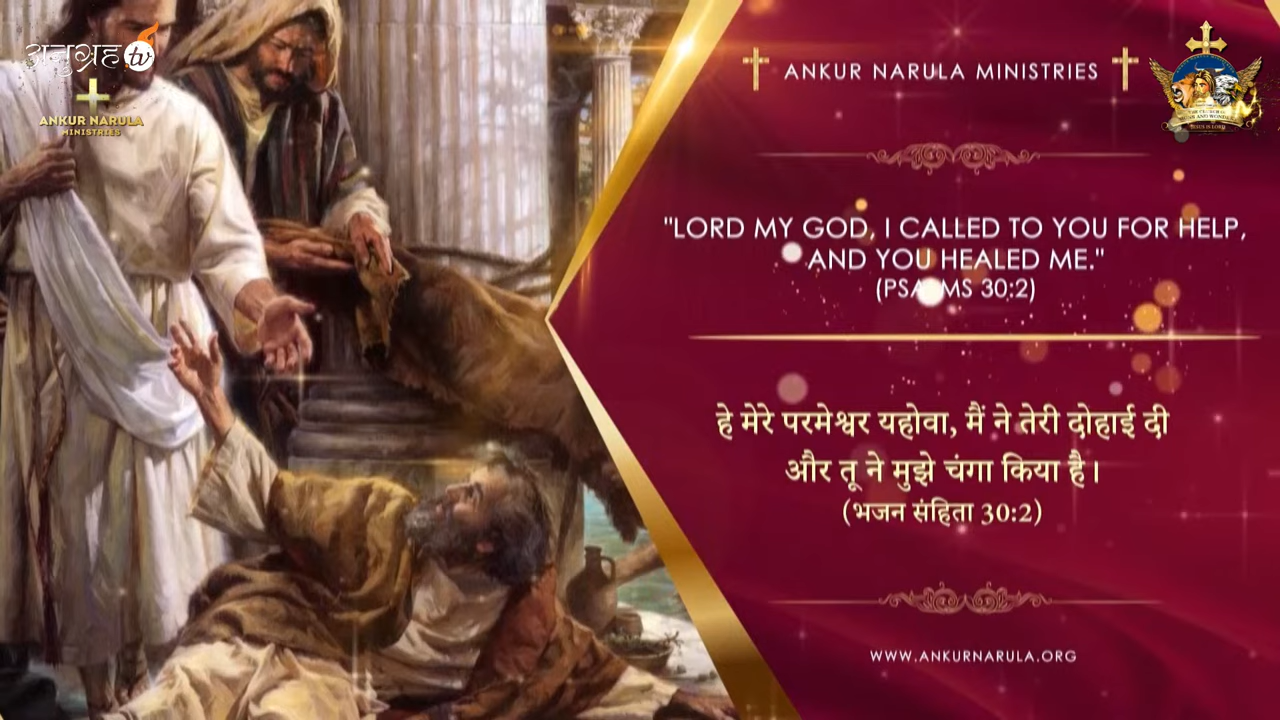 अनुग्रह tv
ANKUR NARULA
MINISTRIES
ANKUR NARULA MINISTRIES
"LORD MY GOD, I CALLED TO YOU FOR HELP,
AND YOU HEALED ME."
(PSALMS 30:2)
हे मेरे परमेश्वर यहोवा, मैं ने तेरी दोहाई दी
और तू ने मुझे चंगा किया है।
(भजन संहिता 30:2)
WWW.ANKURNARULA.ORG